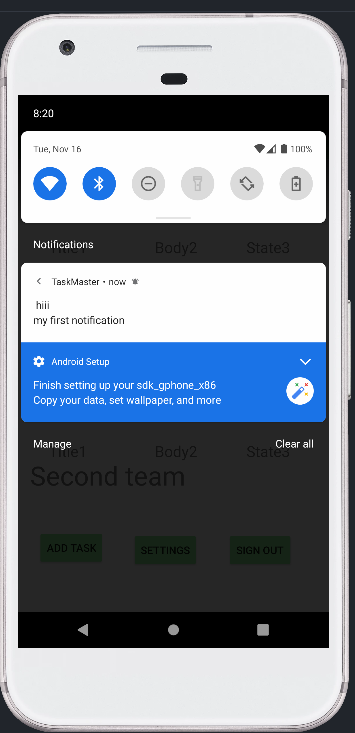 8:20
Tue, Nov 16
100%
Notifications
Title1 Body2 State3
TaskMaster • now
hiii
my first notification
Android Setup
Finish setting up your sdk_gphone_x86
Copy your data, set wallpaper, and more
Manage
Clear all
Title1 Body2 State3
Second team
ADD TASK
SETTINGS
SIGN OUT